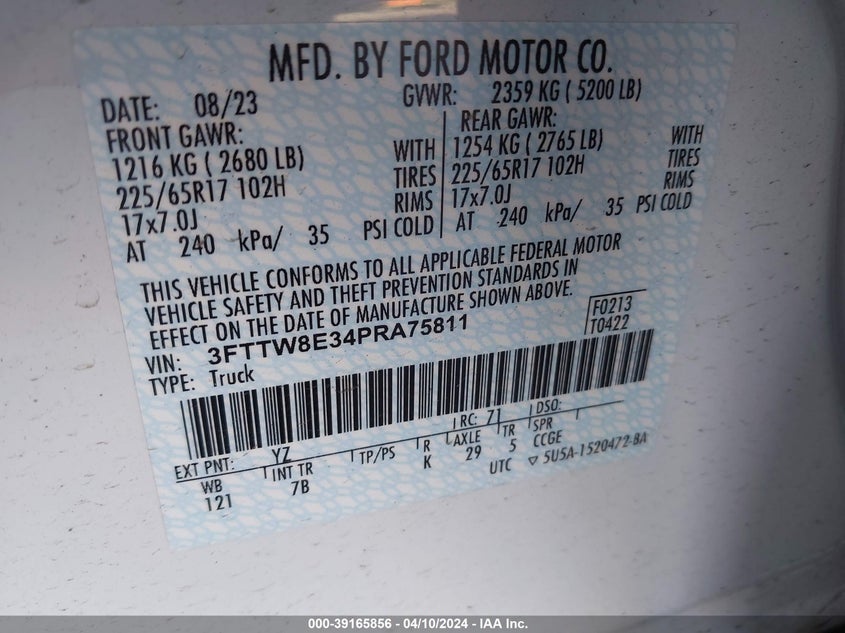 MFD. BY FORD MOTOR CO.
DATE: 08/23 GVWR: 2359 KG ( 5200 LB)
FRONT GAWR: REAR GAWR:
1216 KG ( 2680 LB) WITH 1254 KG ( 2765 LB) WITH
225/65R17 102H TIRES 225/65R17 102H TIRES
17x7.0J RIMS 17x7.0J RIMS
AT 240 kPa/ 35 PSI COLD AT 240 kPa/ 35 PSI COLD
THIS VEHICLE CONFORMS TO ALL APPLICABLE FEDERAL MOTOR
VEHICLE SAFETY AND THEFT PREVENTION STANDARDS IN
EFFECT ON THE DATE OF MANUFACTURE SHOWN ABOVE.
F0213
T0422
VIN: 3FTTW8E34PRA75811
TYPE: Truck
RC: 71 DSO:
EXT PNT: YZ
WB INT TR TP/PS R AXLE TR SPR
121 7B K 29 5 CCGE
UTC ▽ 5U5A-1520472-BA
000-39165856 - 04/10/2024 - IAA Inc.